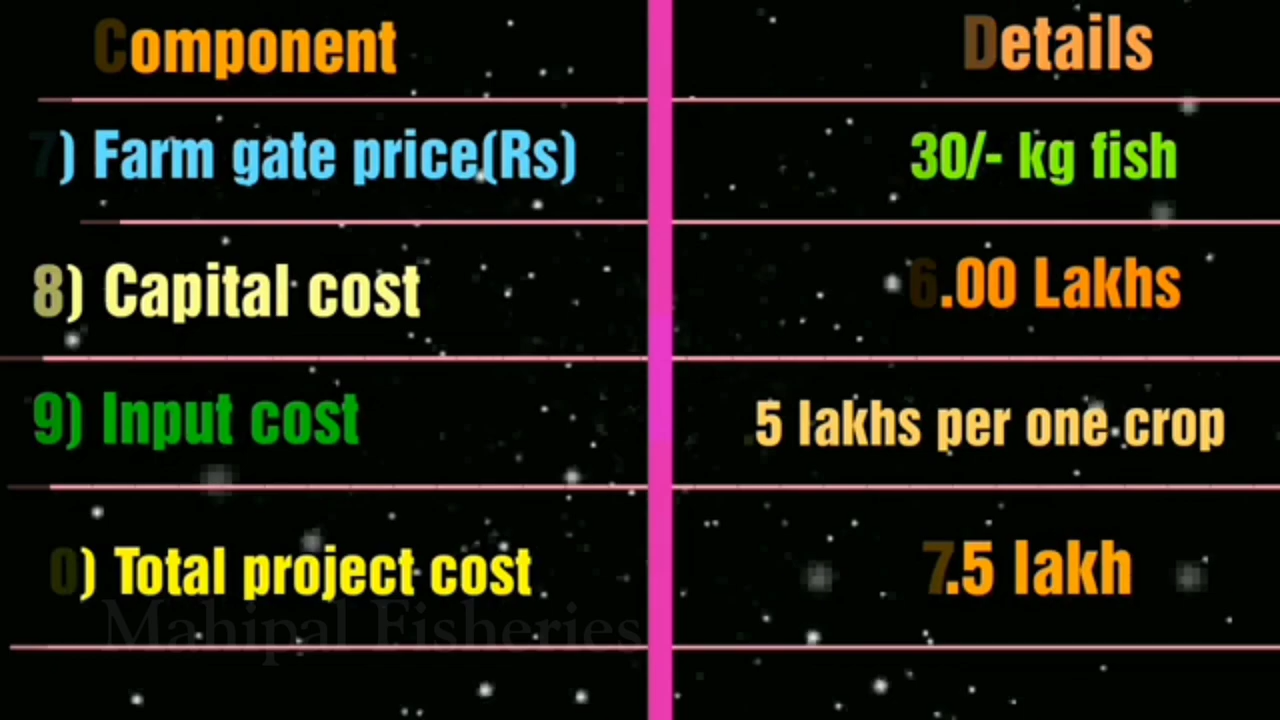 Component Details
7) Farm gate price(Rs) 30/- kg fish
8) Capital cost 6.00 Lakhs
9) Input cost 5 lakhs per one crop
0) Total project cost 7.5 lakh
Mahipal Fisheries